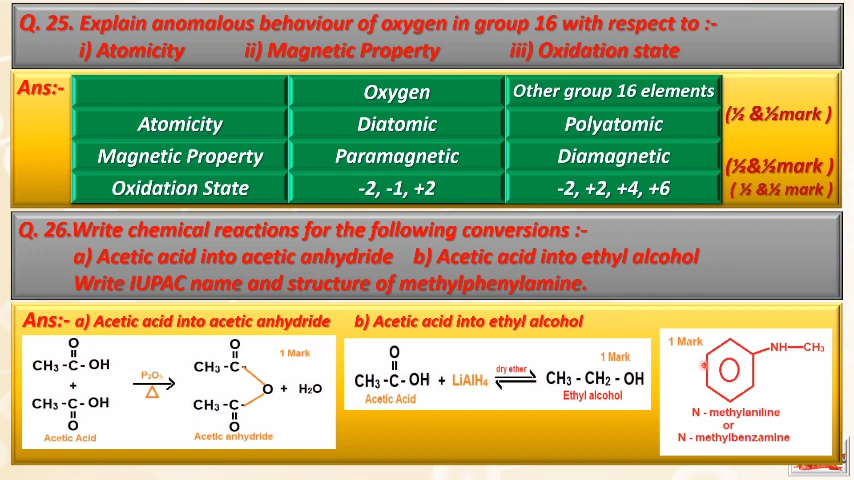 Q. 25. Explain anomalous behaviour of oxygen in group 16 with respect to :-
i) Atomicity ii) Magnetic Property iii) Oxidation state
Ans:-
Oxygen Other group 16 elements
Atomicity Diatomic Polyatomic (½ &½mark )
Magnetic Property Paramagnetic Diamagnetic (½&½mark )
Oxidation State -2, -1, +2 -2, +2, +4, +6 ( ½ &½ mark )
Q. 26.Write chemical reactions for the following conversions :-
a) Acetic acid into acetic anhydride b) Acetic acid into ethyl alcohol
Write IUPAC name and structure of methylphenylamine.
Ans:- a) Acetic acid into acetic anhydride b) Acetic acid into ethyl alcohol
O
CH₃ -C- OH
+
CH₃ -C- OH
O
Acetic Acid
P₂O₅
△
O
CH₃ -C-
O + H₂O
CH₃ -C-
O
Acetic anhydride
1 Mark
O
CH₃ -C- OH + LiAlH₄
Acetic Acid
dry ether
1 Mark
CH₃ - CH₂ - OH
Ethyl alcohol
1 Mark
NH—CH₃
N - methylaniline
or
N - methylbenzamine